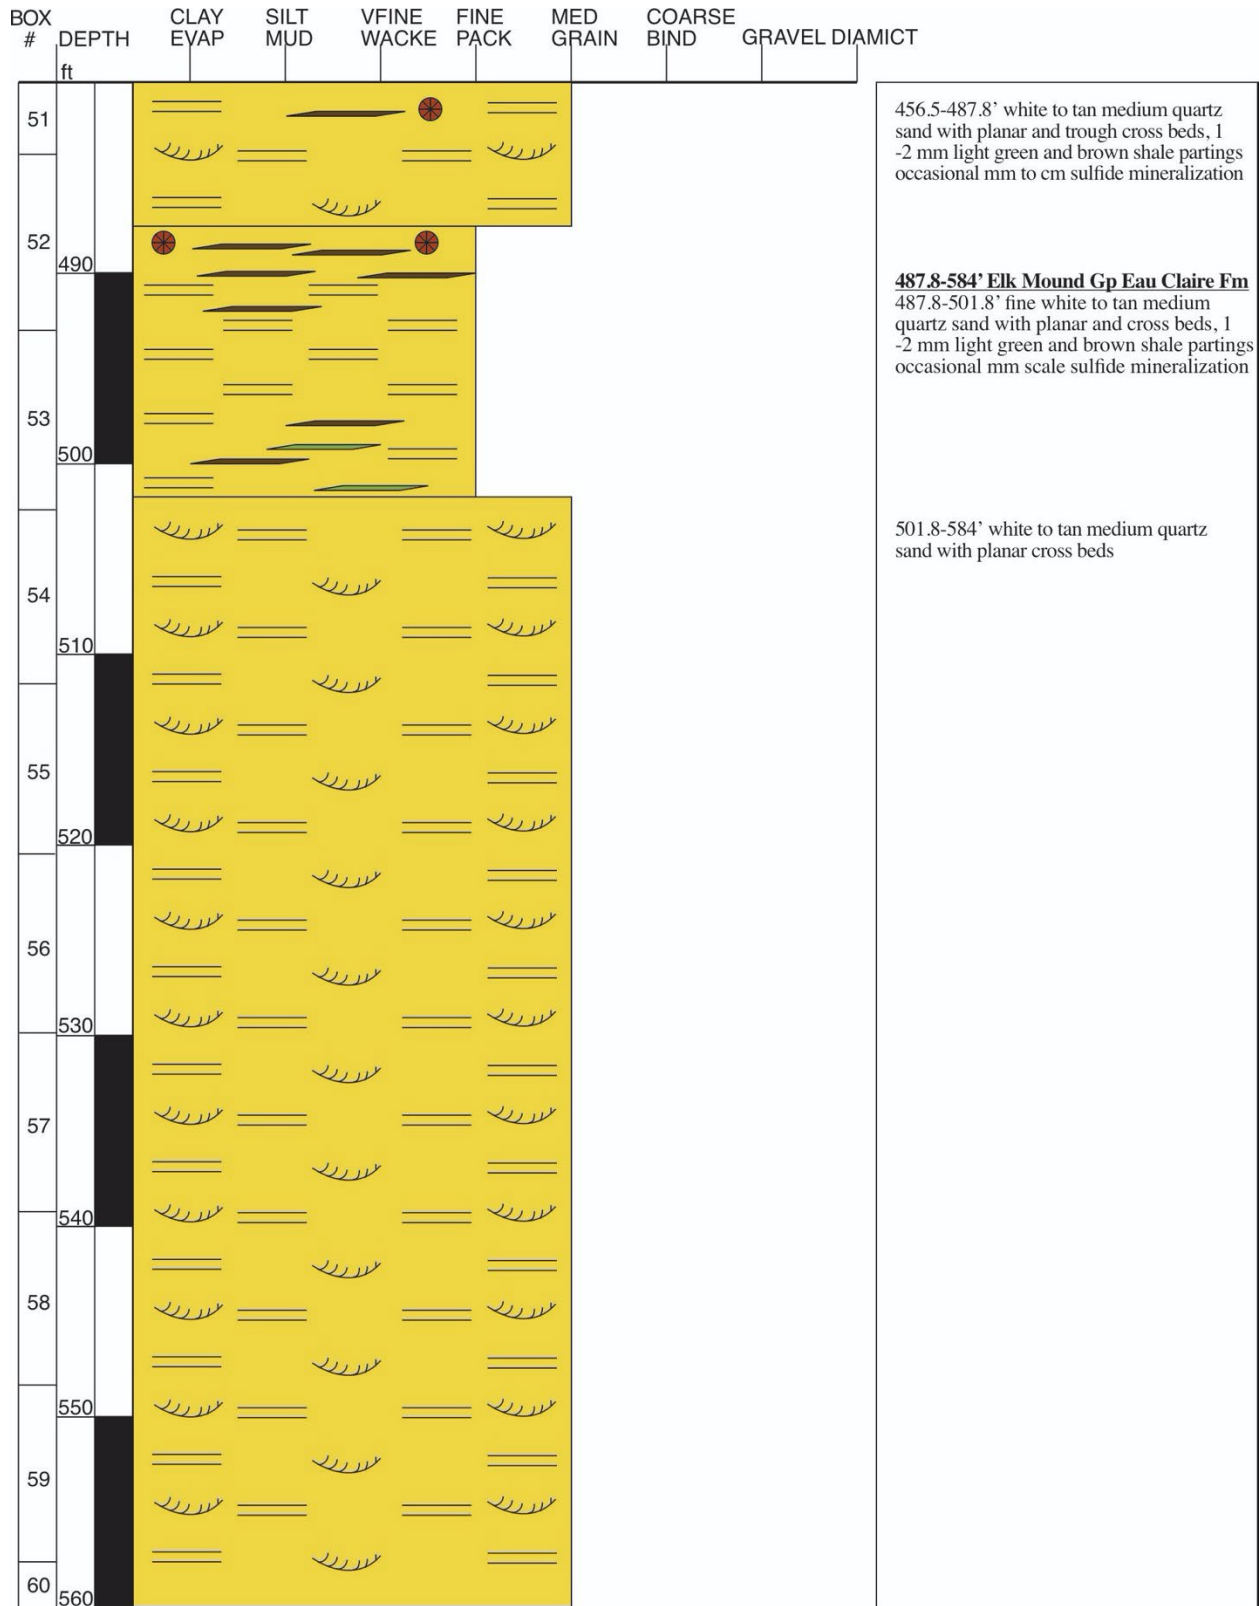 BOX CLAY SILT VFINE FINE MED COARSE
# DEPTH EVAP MUD WACKE PACK GRAIN BIND GRAVEL DIAMICT
ft
51
456.5-487.8’ white to tan medium quartz
sand with planar and trough cross beds, 1
-2 mm light green and brown shale partings
occasional mm to cm sulfide mineralization
52
490
487.8-584’ Elk Mound Gp Eau Claire Fm
487.8-501.8’ fine white to tan medium
quartz sand with planar and cross beds, 1
-2 mm light green and brown shale partings
occasional mm scale sulfide mineralization
53
500
501.8-584’ white to tan medium quartz
sand with planar cross beds
54
510
55
520
56
530
57
540
58
550
59
60
560